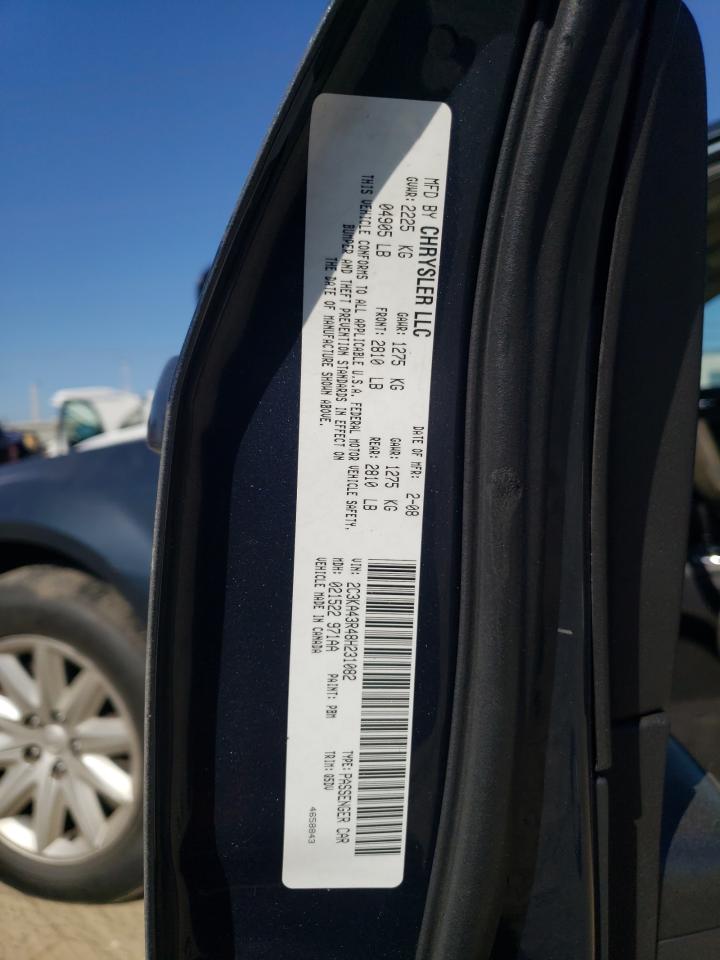 MFD BY CHRYSLER LLC
DATE OF MFR: 2-08
GVWR: 2225 KG
GAWR: 1275 KG
GAWR: 1275 KG
04905 LB
FRONT: 2810 LB
REAR: 2810 LB
THIS VEHICLE CONFORMS TO ALL APPLICABLE U.S.A. FEDERAL MOTOR VEHICLE SAFETY,
BUMPER AND THEFT PREVENTION STANDARDS IN EFFECT ON
THE DATE OF MANUFACTURE SHOWN ABOVE.
VIN: 2C3KA43R48H231082
TYPE: PASSENGER CAR
MDH: 021522 971AA
PAINT: PBM
TRIM: Q5DV
VEHICLE MADE IN CANADA
4658843